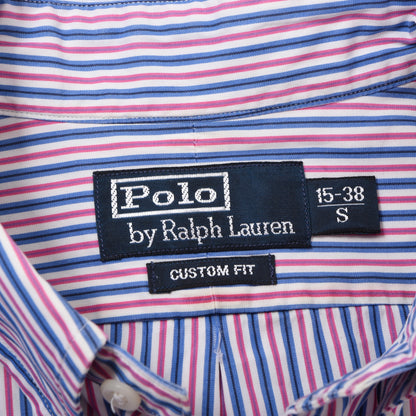 Polo
by Ralph Lauren
15-38
S
CUSTOM FIT